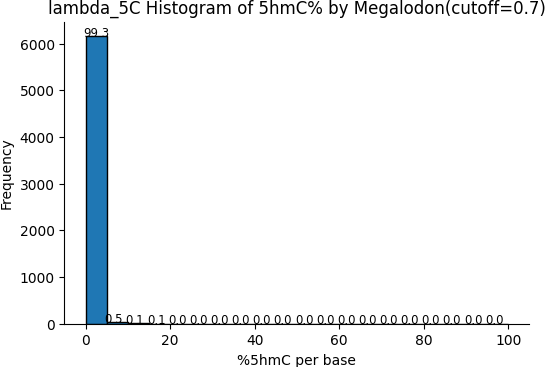 lambda_5C Histogram of 5hmC% by Megalodon(cutoff=0.7)
6000
5000
4000
3000
2000
1000
0
Frequency
99.3
0.5 0.1 0.1 0.0 0.0 0.0 0.0 0.0 0.0 0.0 0.0 0.0 0.0 0.0 0.0 0.0 0.0 0.0 0.0
0 20 40 60 80 100
%5hmC per base